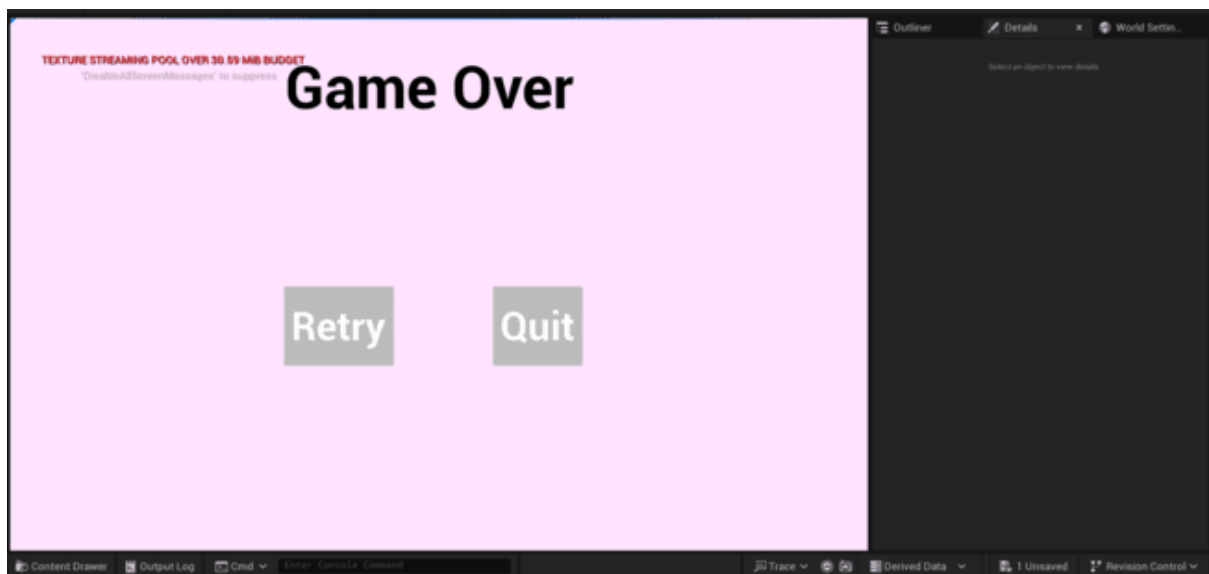 Outliner
Details
World Settin...
TEXTURE STREAMING POOL OVER 30.59 MiB BUDGET
'DisableAllScreenMessages' to suppress
Game Over
Select an object to view details
Retry
Quit
Content Drawer
Output Log
Cmd
Enter Console Command
Trace
Derived Data
1 Unsaved
Revision Control